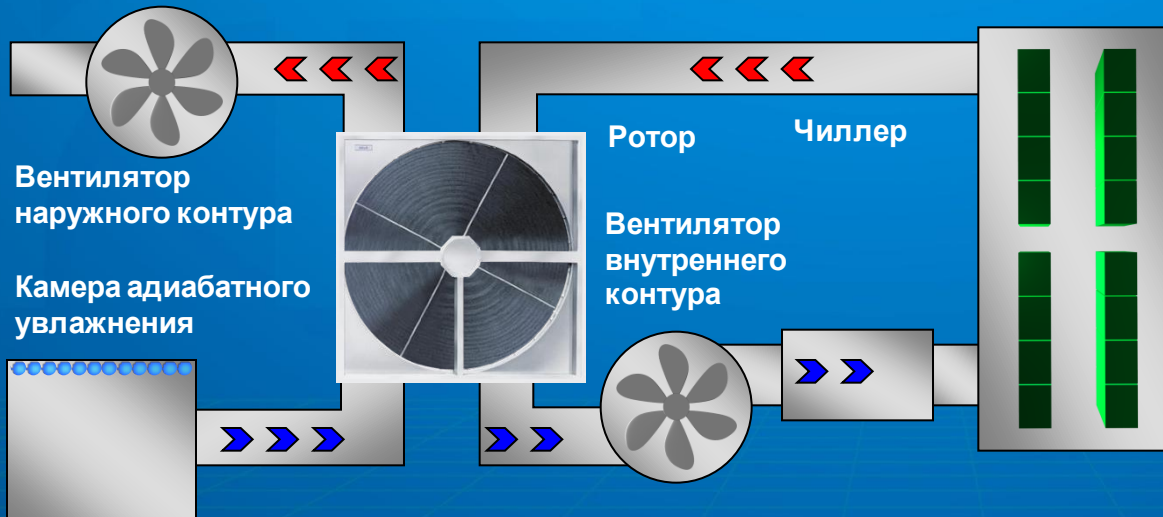 Ротор
Чиллер
Вентилятор
наружного контура
Вентилятор
внутреннего
контура
Камера адиабатного
увлажнения